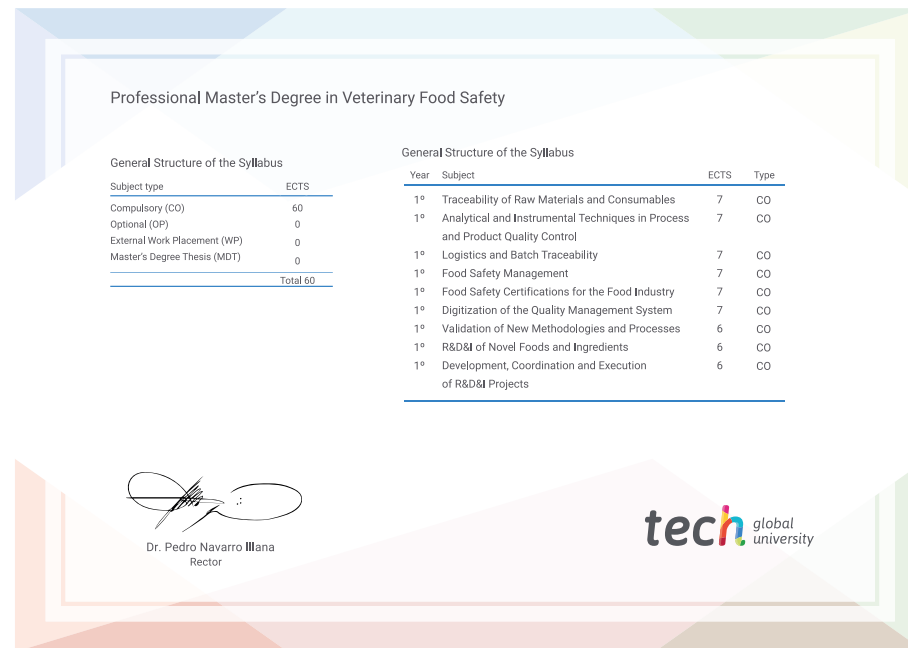 Professional Master's Degree in Veterinary Food Safety
General Structure of the Syllabus
Subject type ECTS
Compulsory (CO) 60
Optional (OP) 0
External Work Placement (WP) 0
Master's Degree Thesis (MDT) 0
Total 60
General Structure of the Syllabus
Year Subject ECTS Type
1º Traceability of Raw Materials and Consumables 7 CO
1º Analytical and Instrumental Techniques in Process 7 CO
and Product Quality Control
1º Logistics and Batch Traceability 7 CO
1º Food Safety Management 7 CO
1º Food Safety Certifications for the Food Industry 7 CO
1º Digitization of the Quality Management System 7 CO
1º Validation of New Methodologies and Processes 6 CO
1º R&D&I of Novel Foods and Ingredients 6 CO
1º Development, Coordination and Execution 6 CO
of R&D&I Projects
Dr. Pedro Navarro Illana
Rector
tech global
university